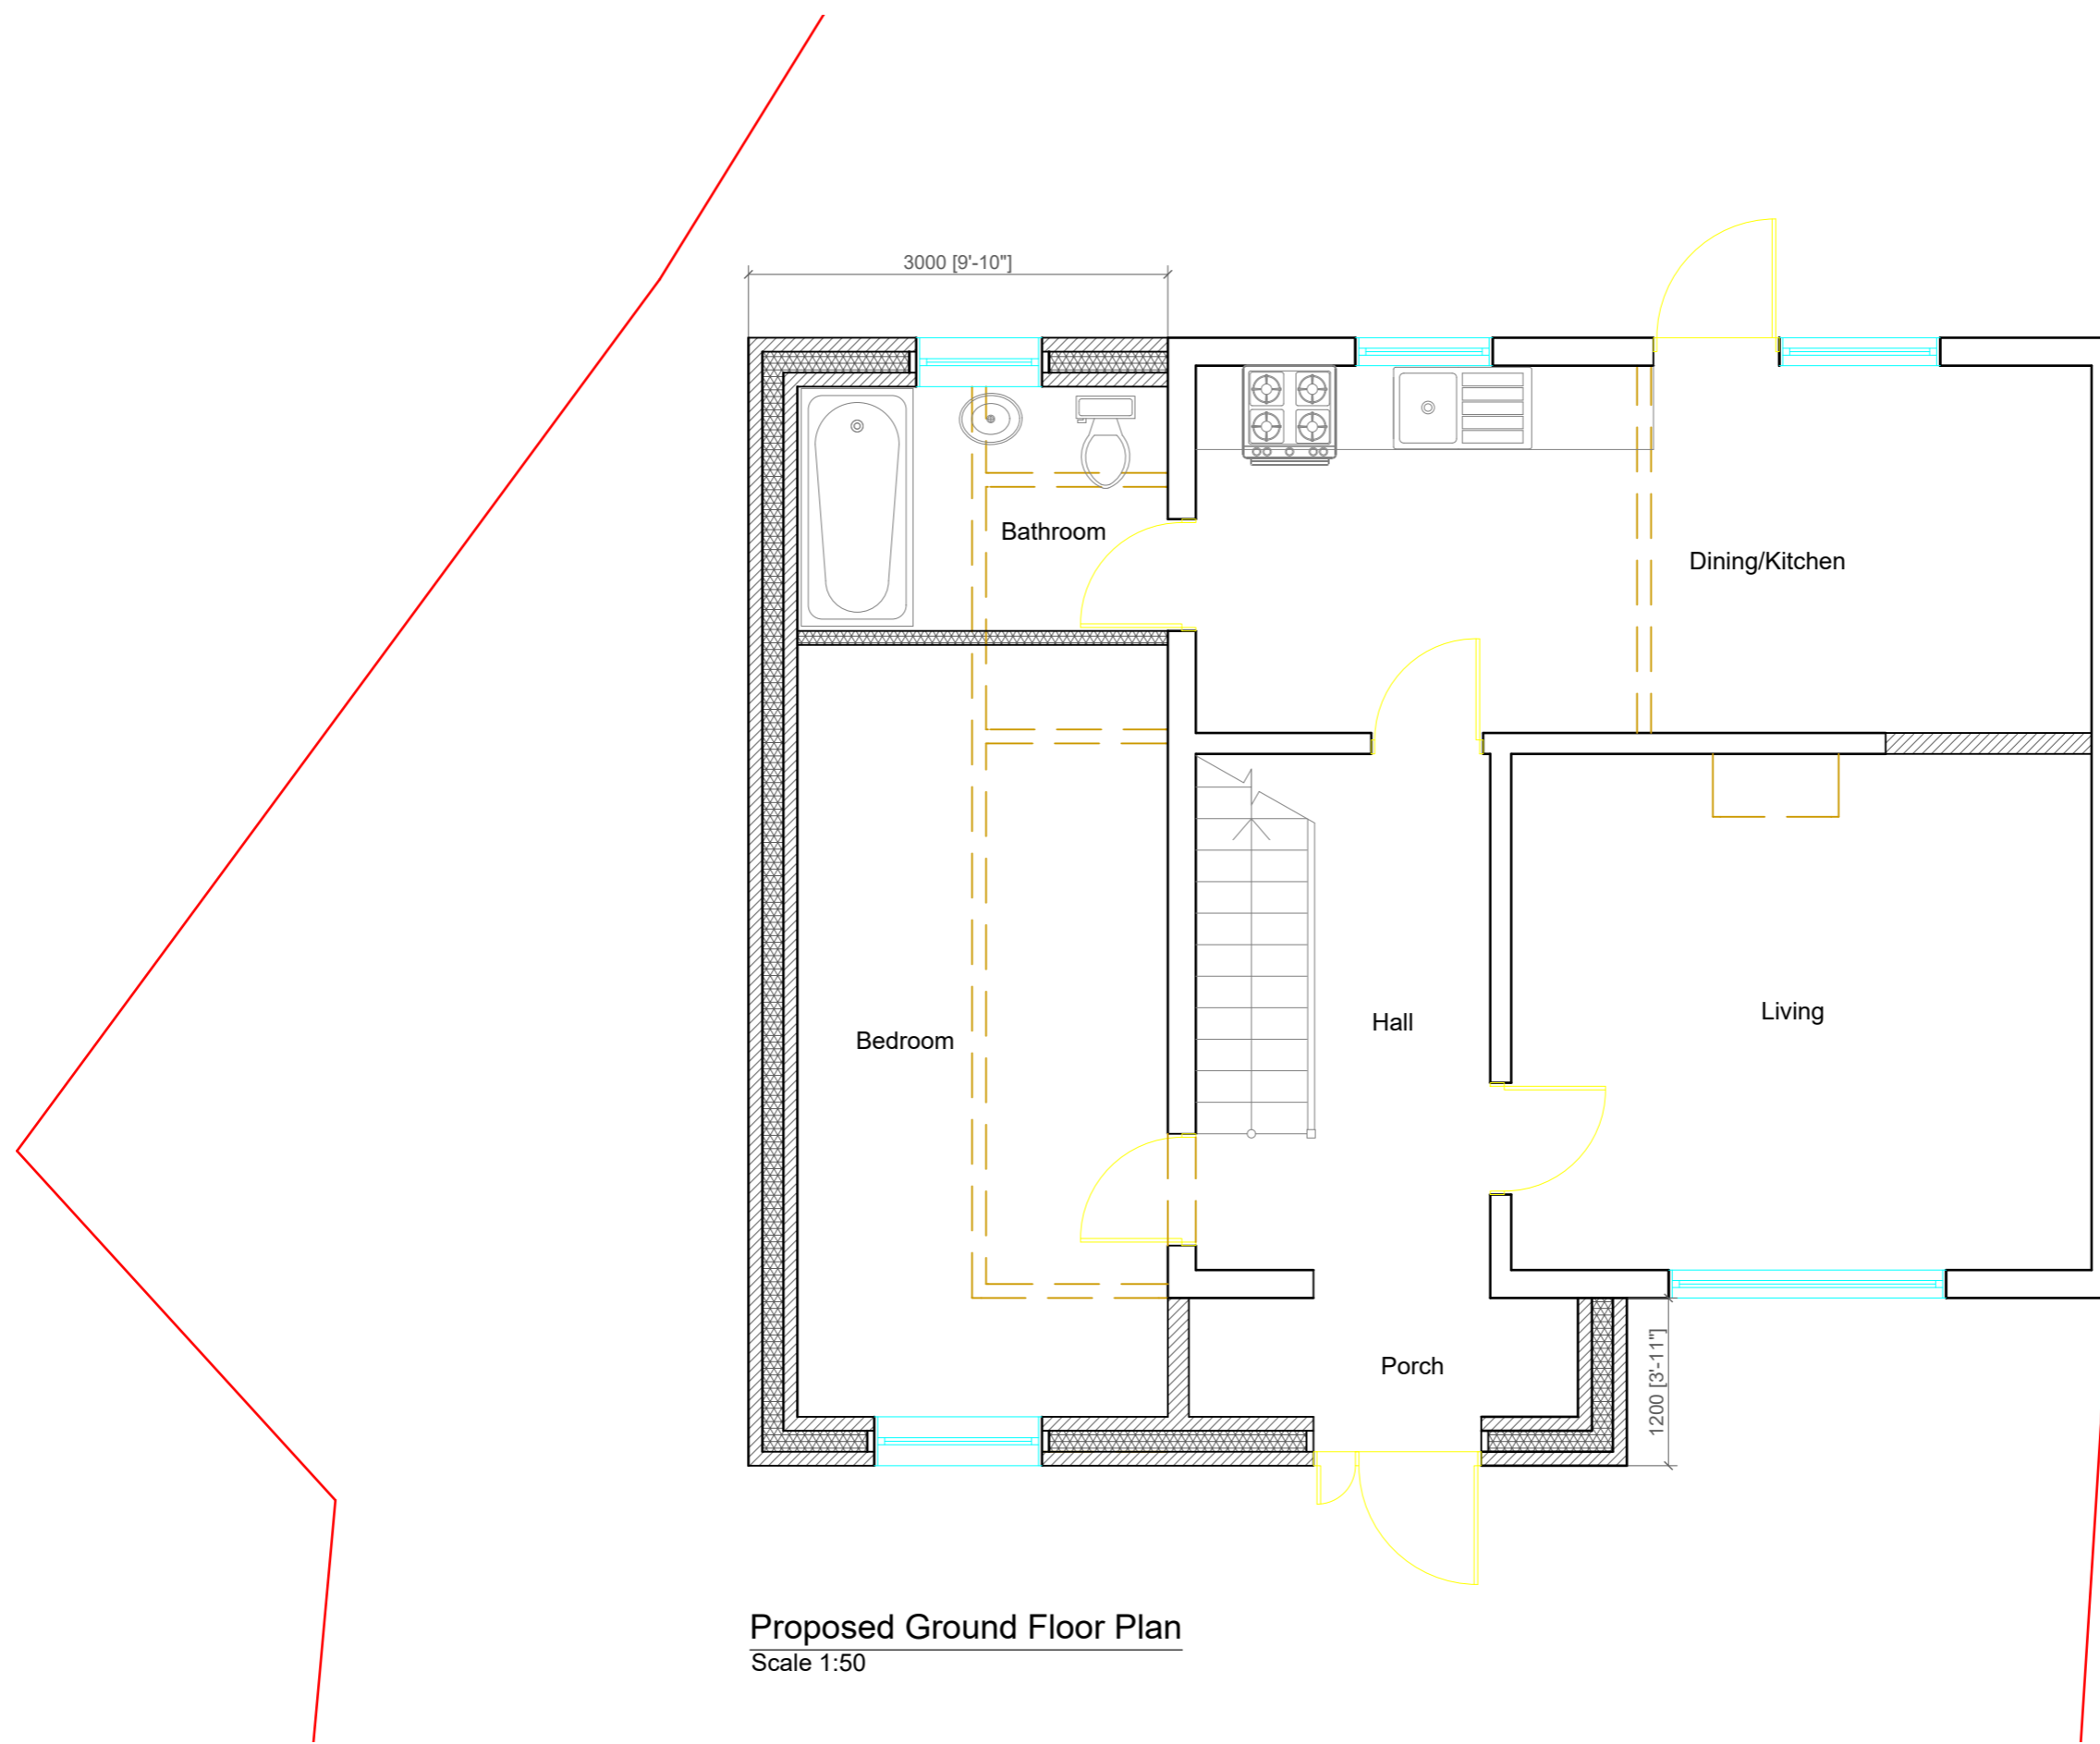 3000 [9'-10"]
Bathroom
Dining/Kitchen
Living
Hall
Bedroom
Porch
1200 [3'-11"]
Proposed Ground Floor Plan
Scale 1:50